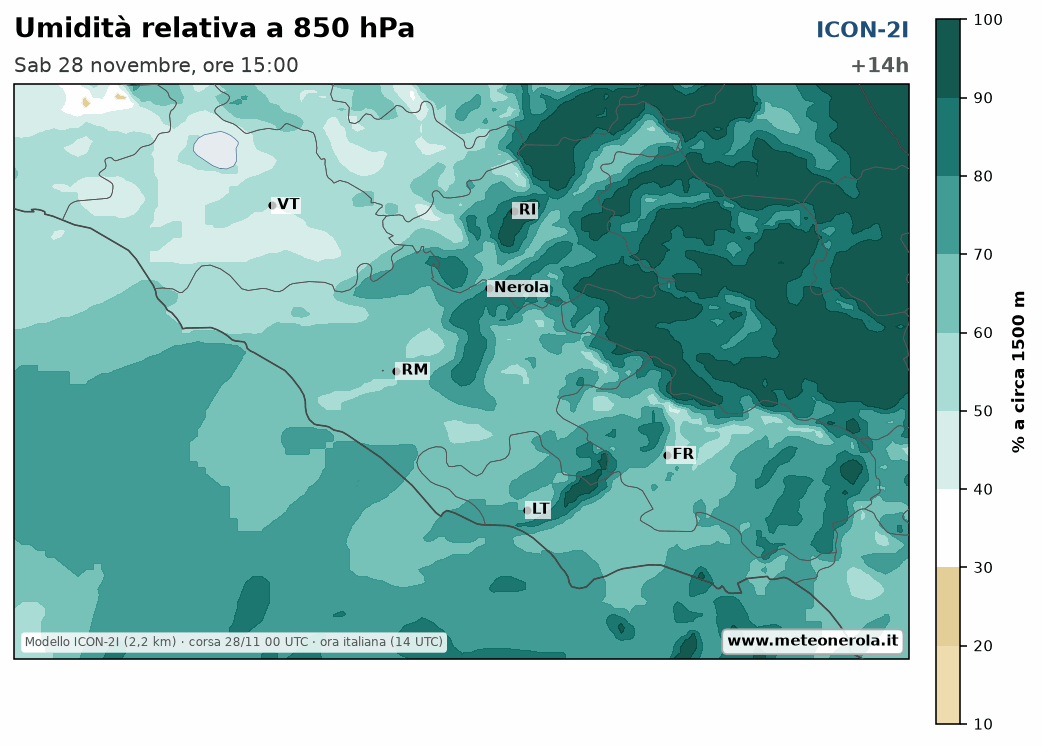 Umidità relativa a 850 hPa
ICON-2I
Sab 28 novembre, ore 15:00
+14h
100
90
80
70
60
50
40
30
20
10
% a circa 1500 m
VT
RI
Nerola
RM
FR
LT
Modello ICON-2I (2,2 km) · corsa 28/11 00 UTC · ora italiana (14 UTC)
www.meteonerola.it